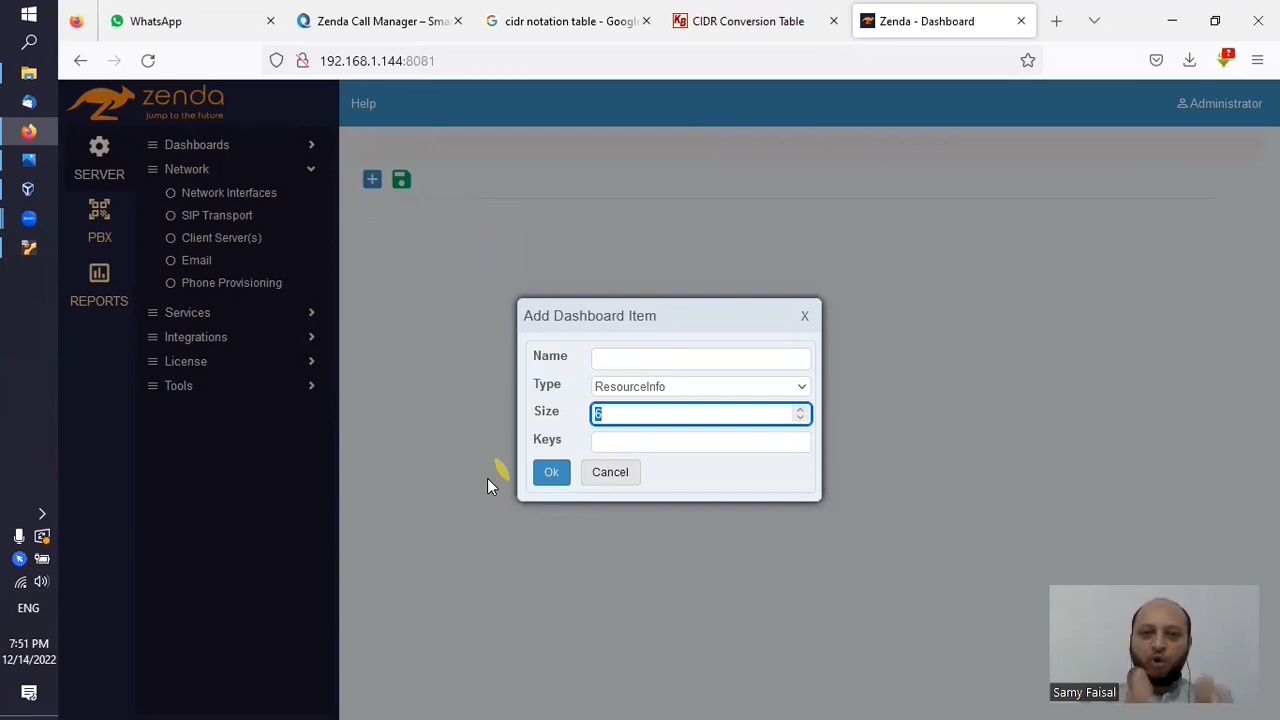 WhatsApp
Zenda Call Manager – Sma
cidr notation table - Google
KB
CIDR Conversion Table
Zenda - Dashboard
192.168.1.144:8081
zenda
jump to the future
Help
Administrator
SERVER
PBX
REPORTS
Dashboards
Network
Network Interfaces
SIP Transport
Client Server(s)
Email
Phone Provisioning
Services
Integrations
License
Tools
Add Dashboard Item
X
Name
Type
ResourceInfo
Size
6
Keys
Ok
Cancel
ENG
7:51 PM
12/14/2022
Samy Faisal